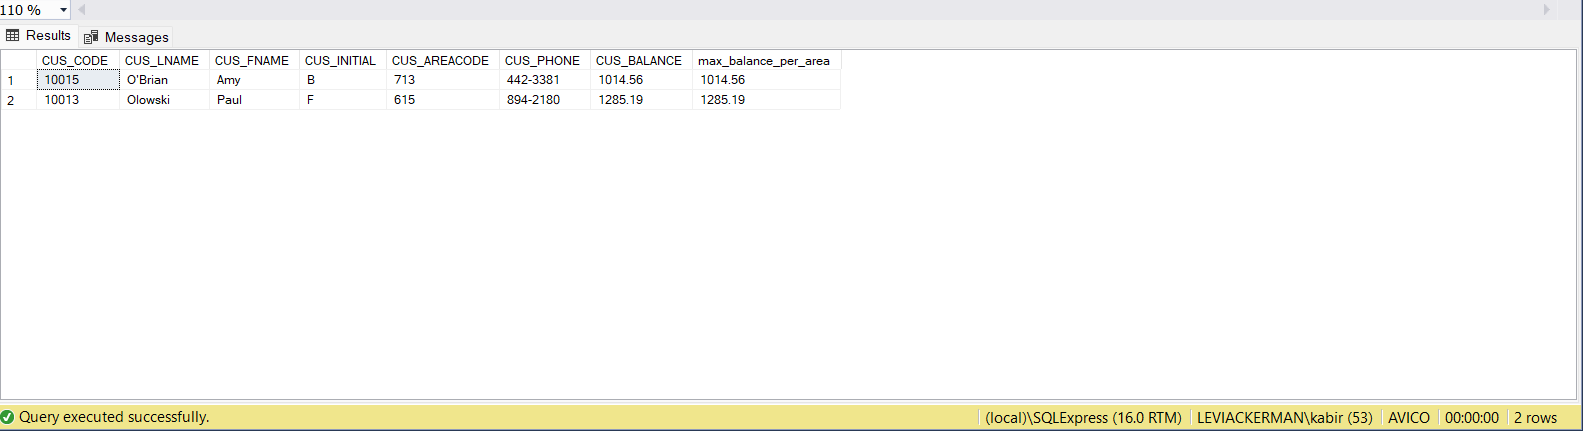 110 %
Results Messages
CUS_CODE CUS_LNAME CUS_FNAME CUS_INITIAL CUS_AREACODE CUS_PHONE CUS_BALANCE max_balance_per_area
1 10015 O'Brian Amy B 713 442-3381 1014.56 1014.56
2 10013 Olowski Paul F 615 894-2180 1285.19 1285.19
Query executed successfully. (local)\SQLExpress (16.0 RTM) LEVIACKERMAN\kabir (53) AVICO 00:00:00 2 rows